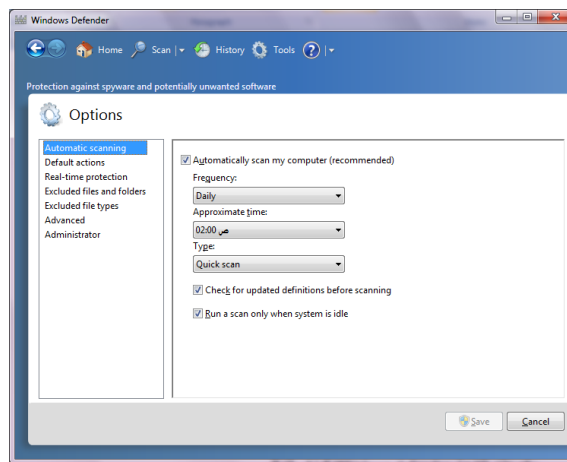 Windows Defender
Home Scan History Tools
Protection against spyware and potentially unwanted software
Options
Automatic scanning
Default actions
Real-time protection
Excluded files and folders
Excluded file types
Advanced
Administrator
Automatically scan my computer (recommended)
Frequency:
Daily
Approximate time:
02:00 ص
Type:
Quick scan
Check for updated definitions before scanning
Run a scan only when system is idle
Save Cancel